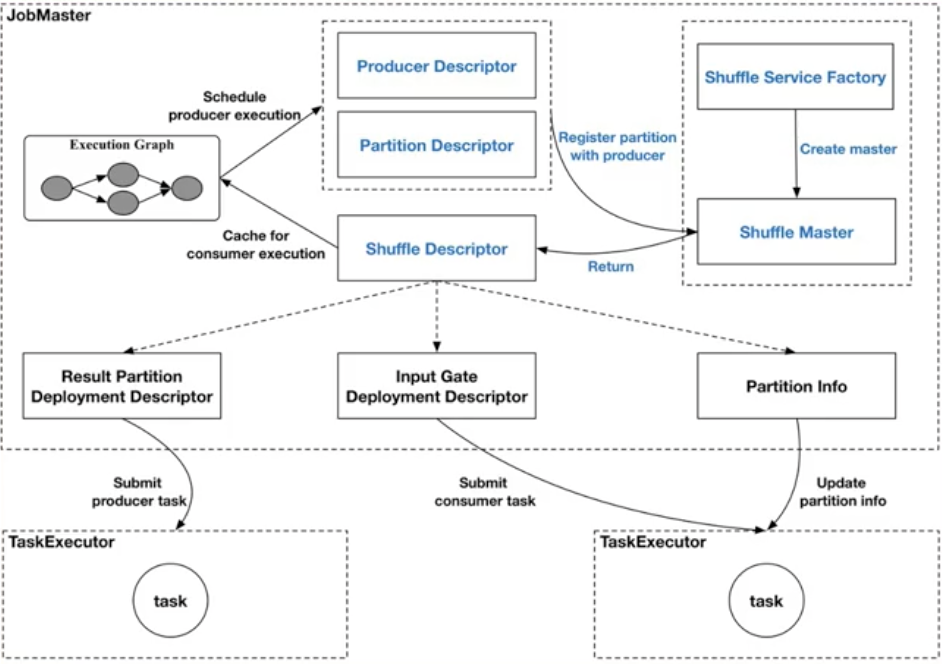 JobMaster
Producer Descriptor
Partition Descriptor
Shuffle Service Factory
Schedule
producer execution
Execution Graph
Register partition
with producer
Create master
Cache for
consumer execution
Shuffle Descriptor
Return
Shuffle Master
Result Partition
Deployment Descriptor
Input Gate
Deployment Descriptor
Partition Info
Submit
producer task
Submit
consumer task
Update
partition info
TaskExecutor
task
TaskExecutor
task